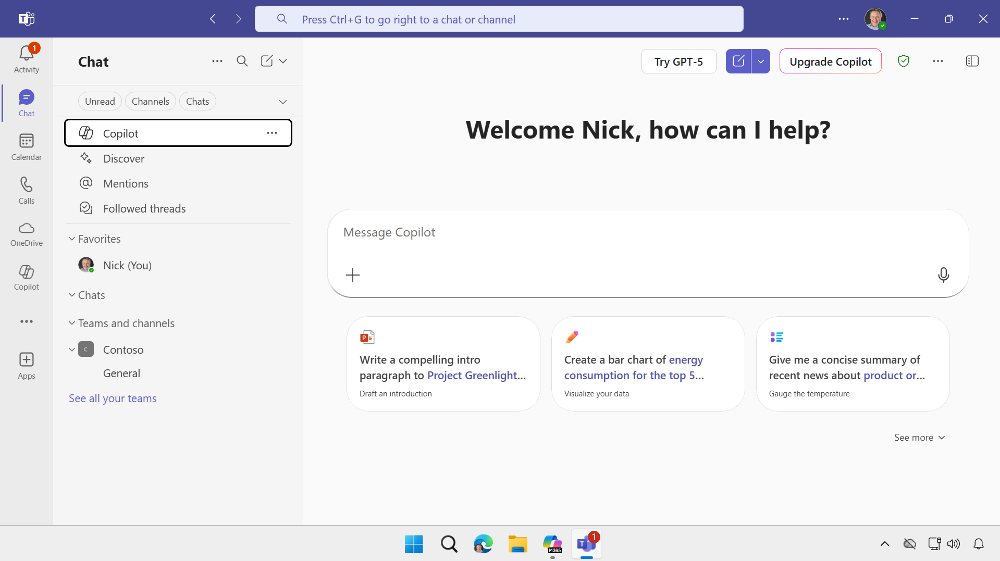 Press Ctrl+G to go right to a chat or channel
1
Activity
Chat
Calendar
Calls
OneDrive
Copilot
Apps
Chat
Unread
Channels
Chats
Copilot
Discover
Mentions
Followed threads
Favorites
Nick (You)
Chats
Teams and channels
C
Contoso
General
See all your teams
Try GPT-5
Upgrade Copilot
Welcome Nick, how can I help?
Message Copilot
Write a compelling intro
paragraph to Project Greenlight...
Draft an introduction
Create a bar chart of energy
consumption for the top 5...
Visualize your data
Give me a concise summary of
recent news about product or...
Gauge the temperature
See more
M365
1